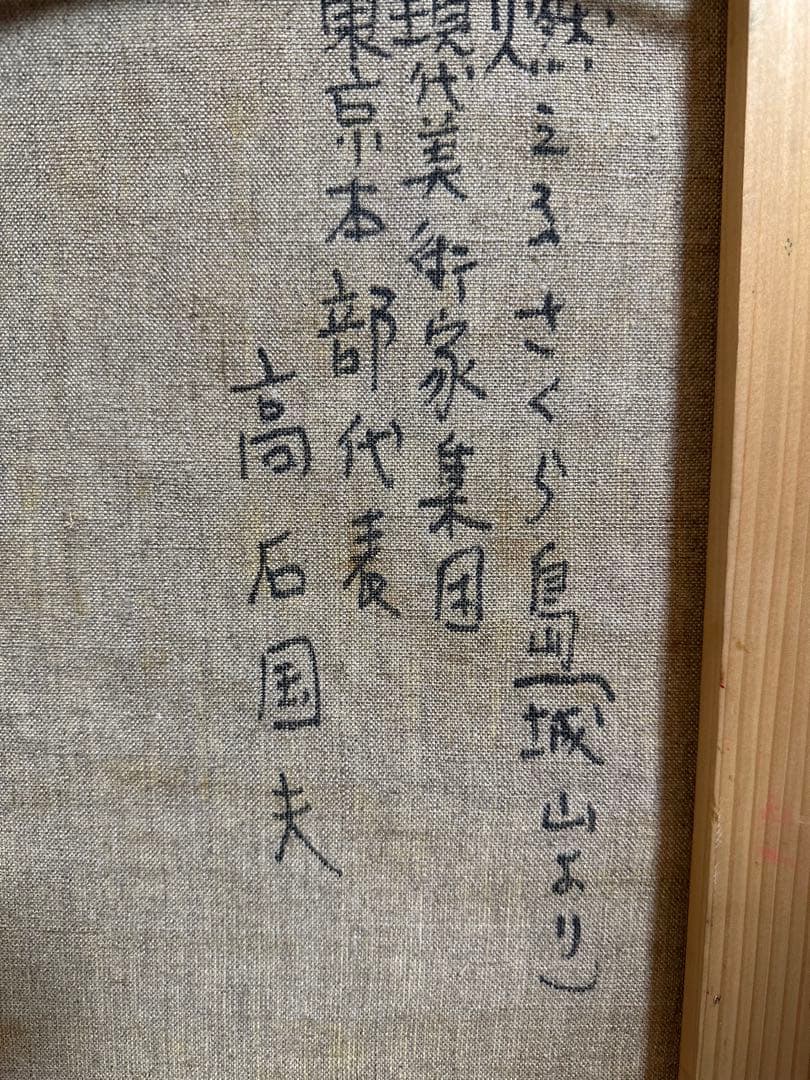 燃えるさくら島(城山より)
現代美術家集団
東京本部代表
高石国夫